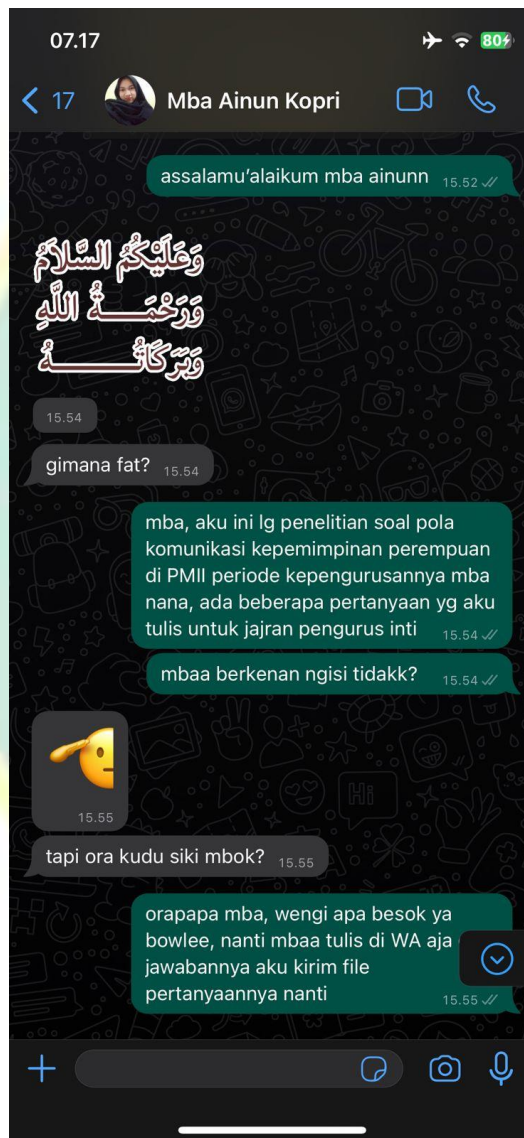 07.17
80
17
Mba Ainun Kopri
assalamu'alaikum mba ainunn
15.52
وَعَلَيْكُمُ السَّلاَمُ
وَرَحْمَـــةُ اللَّهِ
وَبَرَكَاتُـــــهُ
15.54
gimana fat?
15.54
mba, aku ini lg penelitian soal pola
komunikasi kepemimpinan perempuan
di PMII periode kepengurusannya mba
nana, ada beberapa pertanyaan yg aku
tulis untuk jajran pengurus inti
15.54
mbaa berkenan ngisi tidakk?
15.54
15.55
tapi ora kudu siki mbok?
15.55
orapapa mba, wengi apa besok ya
bowlee, nanti mbaa tulis di WA aja
jawabannya aku kirim file
pertanyaannya nanti
15.55